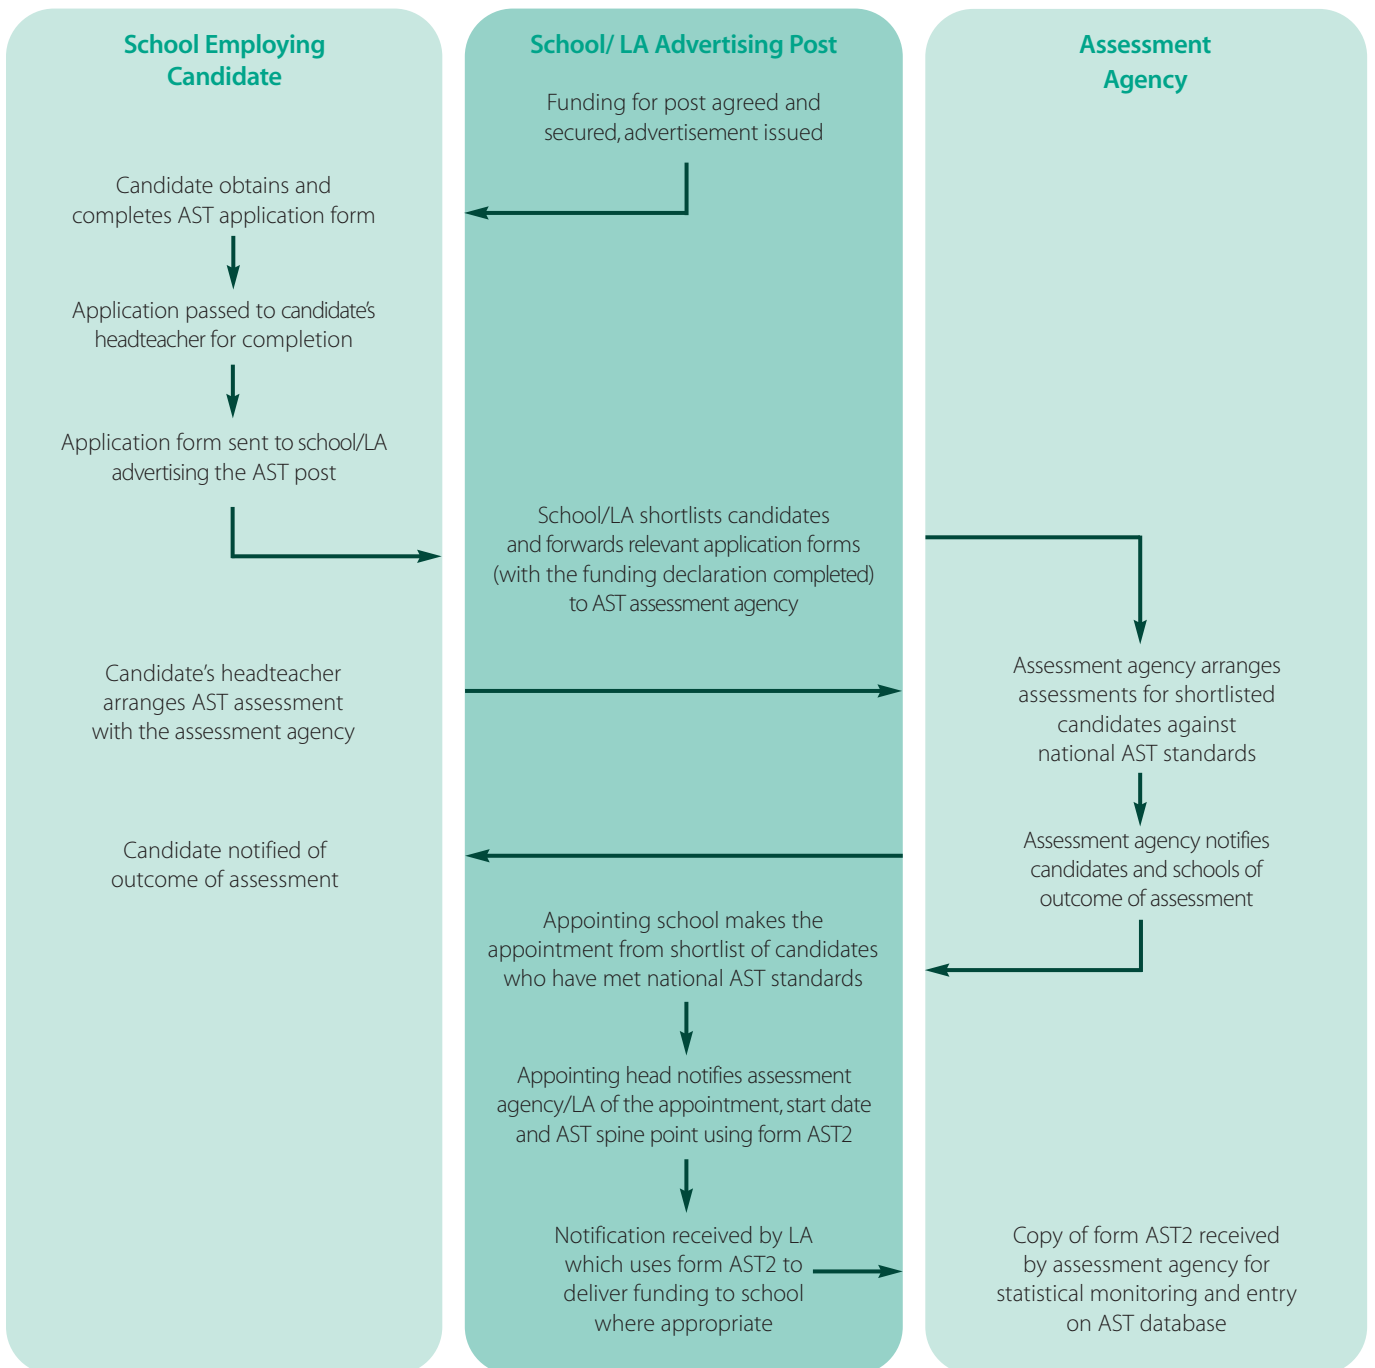 School Employing
Candidate
Candidate obtains and
completes AST application form
Application passed to candidate's
headteacher for completion
Application form sent to school/LA
advertising the AST post
Candidate's headteacher
arranges AST assessment
with the assessment agency
Candidate notified of
outcome of assessment
School/ LA Advertising Post
Funding for post agreed and
secured, advertisement issued
School/LA shortlists candidates
and forwards relevant application forms
(with the funding declaration completed)
to AST assessment agency
Appointing school makes the
appointment from shortlist of candidates
who have met national AST standards
Appointing head notifies assessment
agency/LA of the appointment, start date
and AST spine point using form AST2
Notification received by LA
which uses form AST2 to
deliver funding to school
where appropriate
Assessment
Agency
Assessment agency arranges
assessments for shortlisted
candidates against
national AST standards
Assessment agency notifies
candidates and schools of
outcome of assessment
Copy of form AST2 received
by assessment agency for
statistical monitoring and entry
on AST database